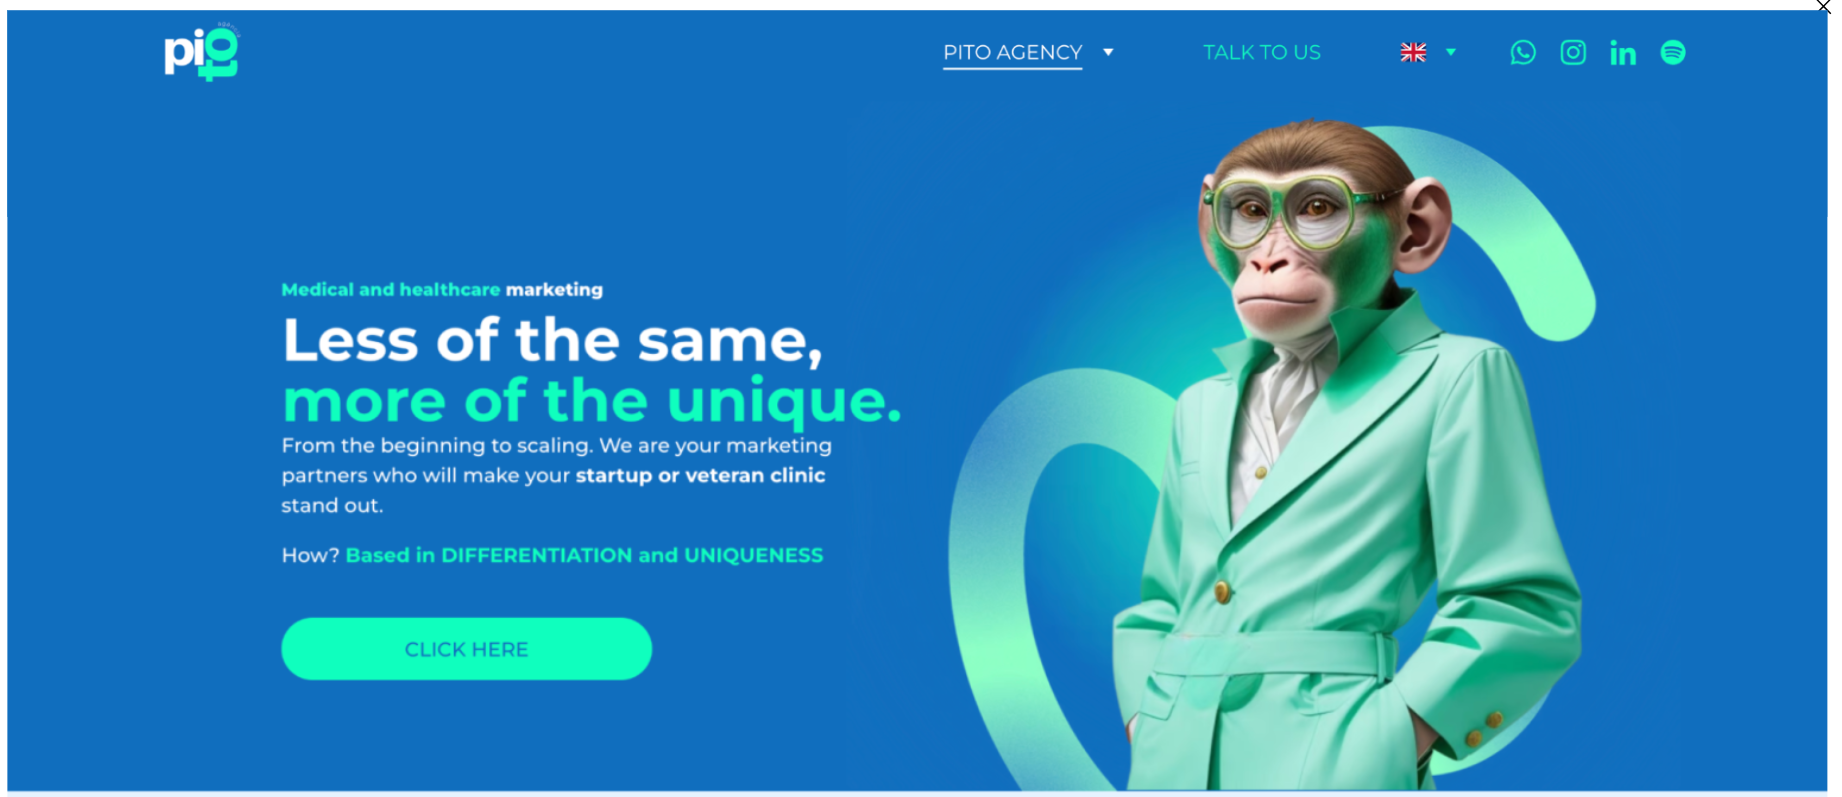 pito
AGENCY
PITO AGENCY
TALK TO US
Medical and healthcare marketing
Less of the same,
more of the unique.
From the beginning to scaling. We are your marketing
partners who will make your startup or veteran clinic
stand out.
How? Based in DIFFERENTIATION and UNIQUENESS
CLICK HERE